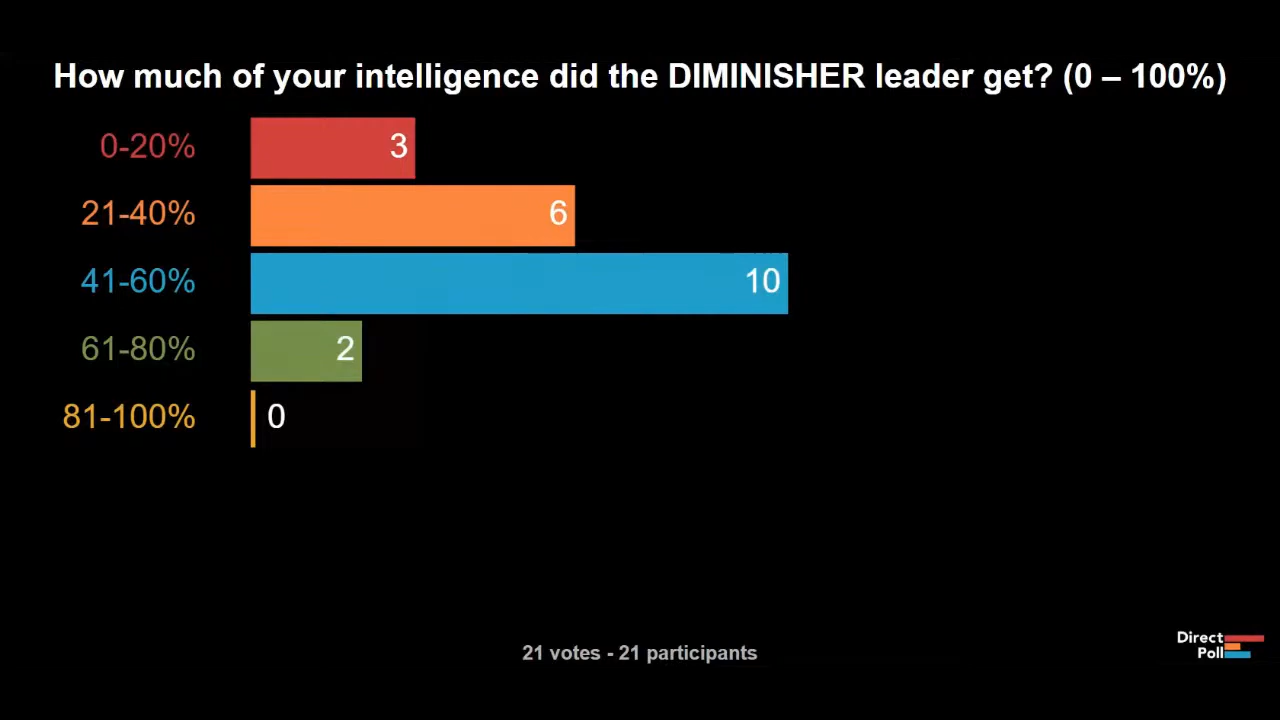 How much of your intelligence did the DIMINISHER leader get? (0 – 100%)
0-20% 3
21-40% 6
41-60% 10
61-80% 2
81-100% 0
21 votes - 21 participants
Direct
Poll